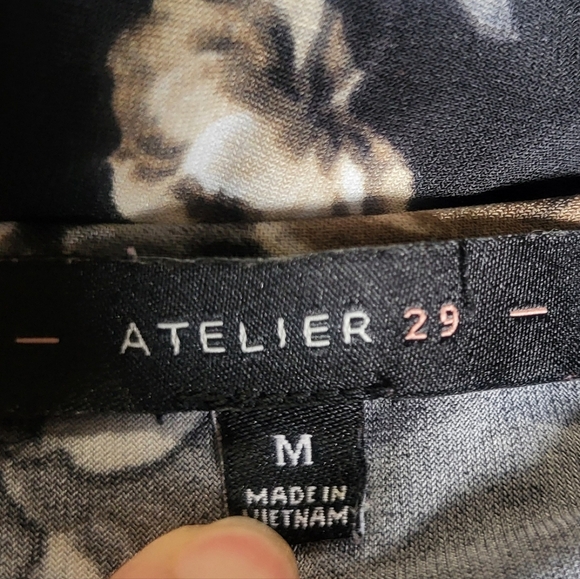 — ATELIER 29 —
M
MADE IN
VIETNAM